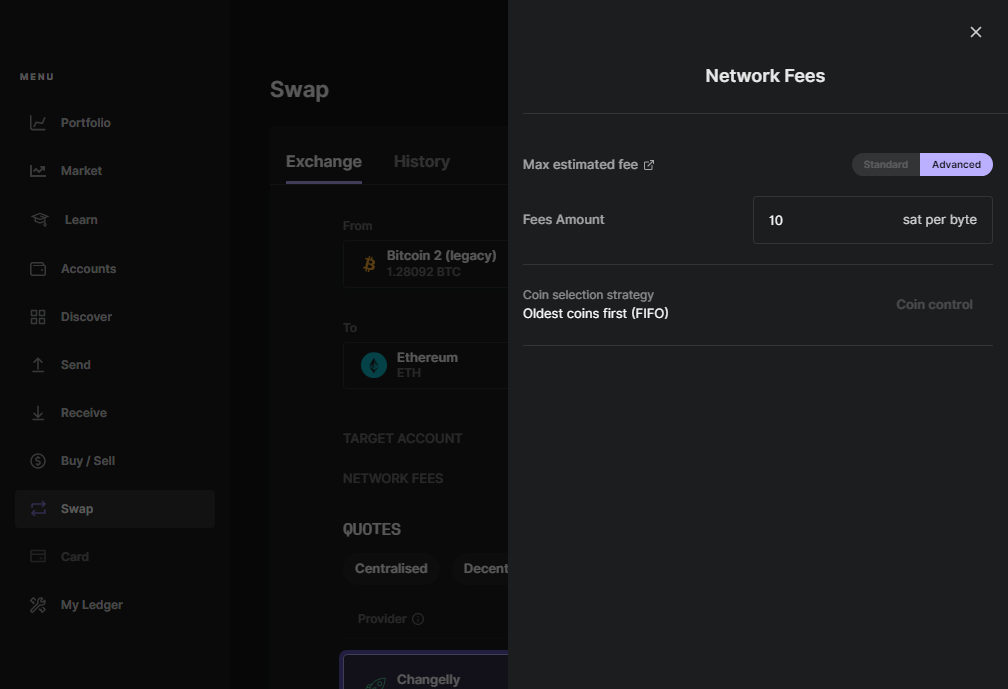 MENU
Portfolio
Market
Learn
Accounts
Discover
Send
Receive
Buy / Sell
Swap
Card
My Ledger
Swap
Exchange
History
From
Bitcoin 2 (legacy)
1.28092 BTC
To
Ethereum
ETH
TARGET ACCOUNT
NETWORK FEES
QUOTES
Centralised
Decent
Provider
Changelly
Network Fees
Max estimated fee
Standard
Advanced
Fees Amount
10
sat per byte
Coin selection strategy
Oldest coins first (FIFO)
Coin control